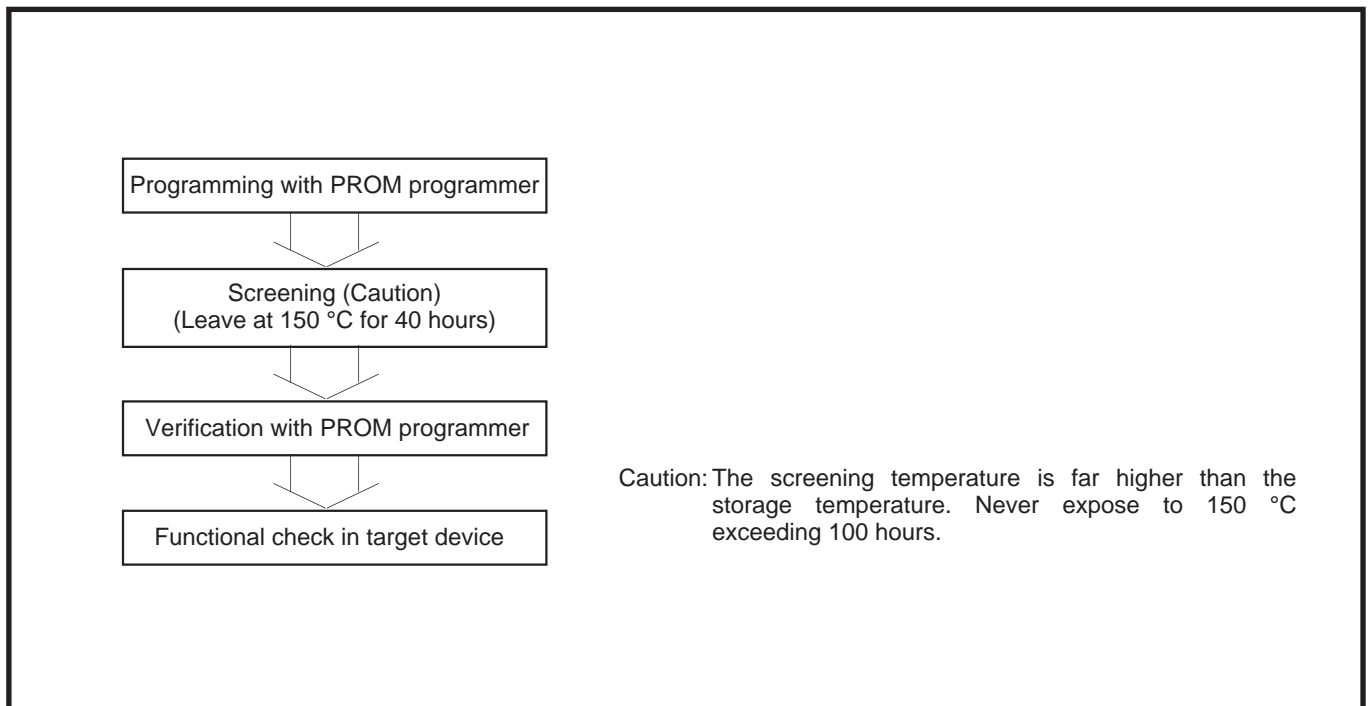 Programming with PROM programmer
Screening (Caution)
(Leave at 150 °C for 40 hours)
Verification with PROM programmer
Functional check in target device
Caution: The screening temperature is far higher than the
storage temperature. Never expose to 150 °C
exceeding 100 hours.